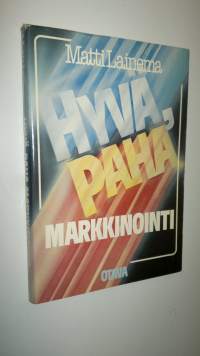 Matti Lainema
HYVÄ,
PAHA
MARKKINOINTI
OTAVA